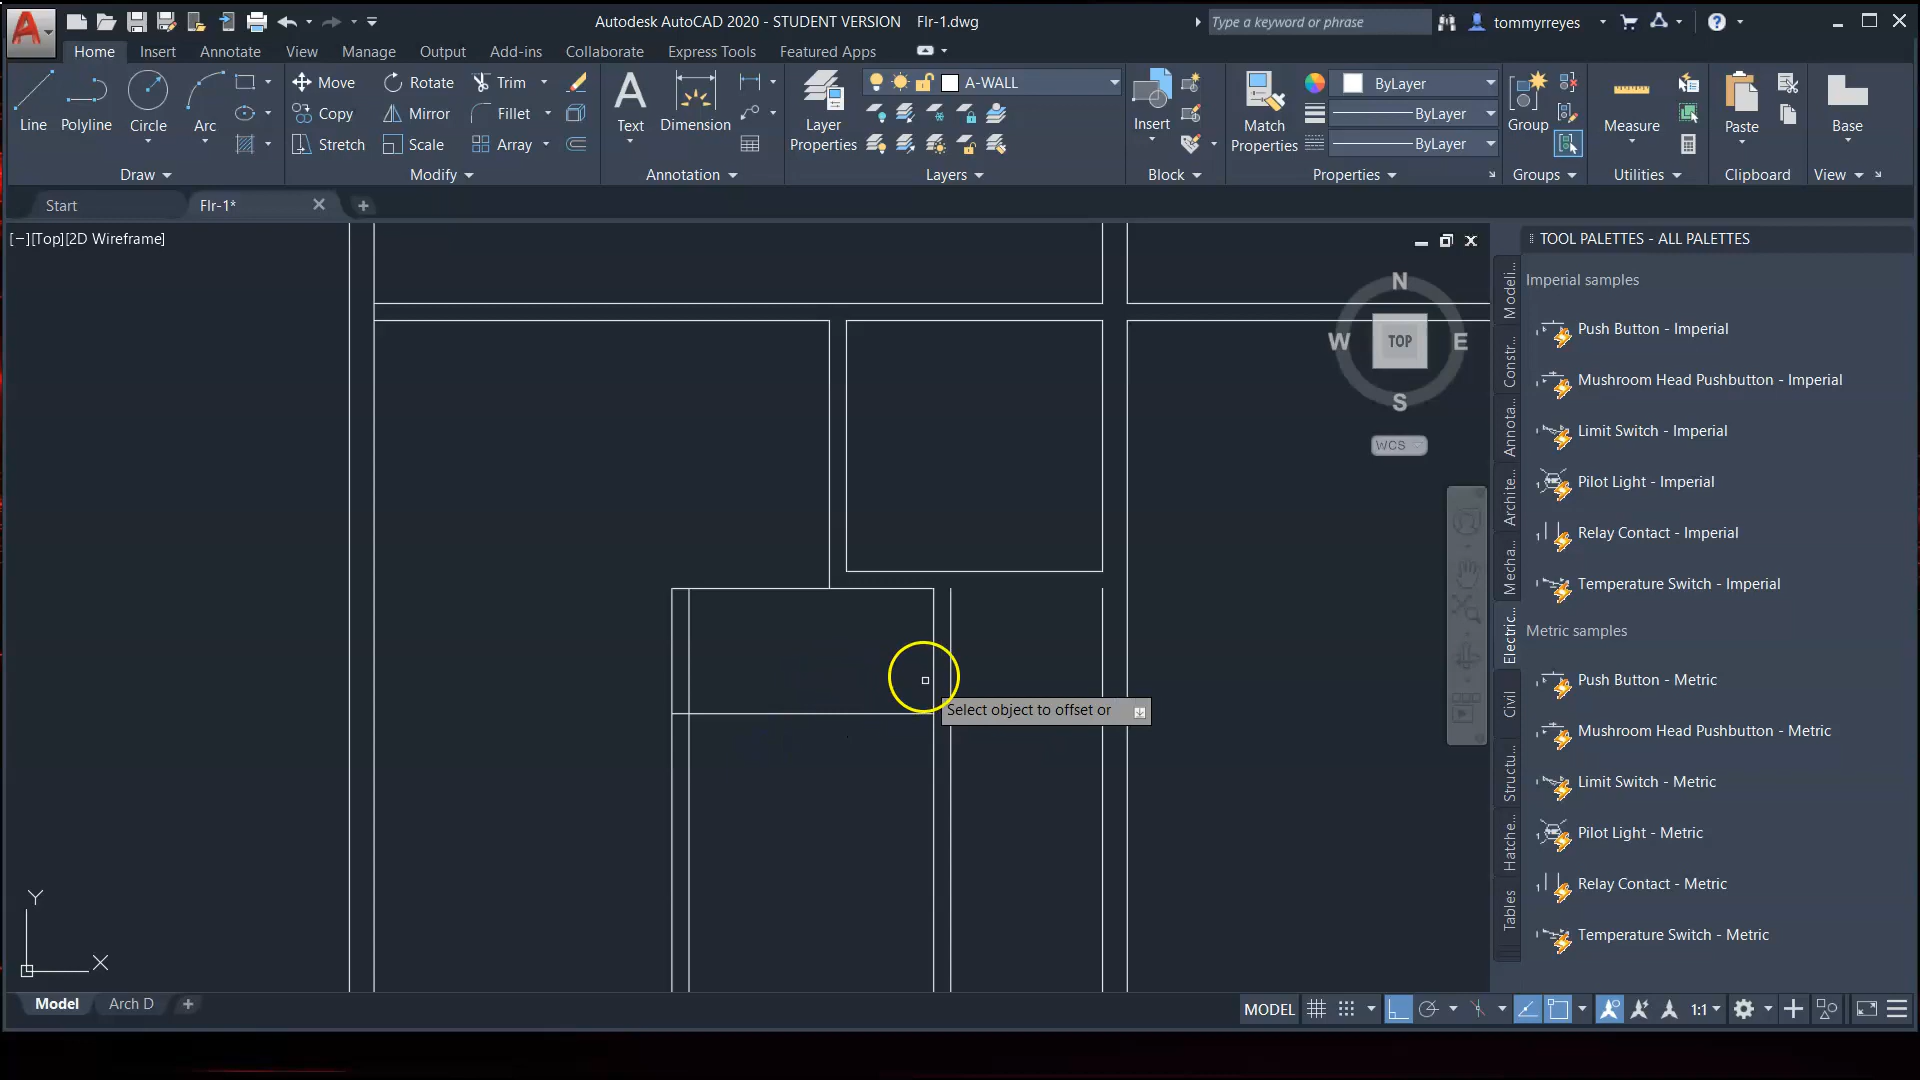 Autodesk AutoCAD 2020 - STUDENT VERSION Flr-1.dwg
Type a keyword or phrase
tommyrreyes
Home Insert Annotate View Manage Output Add-ins Collaborate Express Tools Featured Apps
Line Polyline Circle Arc
Move Rotate Trim
Copy Mirror Fillet
Stretch Scale Array
Text Dimension
Layer Properties
A-WALL
Insert
Match Properties
ByLayer
ByLayer
ByLayer
Group
Measure
Paste
Base
Draw Modify Annotation Layers Block Properties Groups Utilities Clipboard View
Start Flr-1*
[−][Top][2D Wireframe]
N
W TOP E
S
WCS
Select object to offset or
Y
X
TOOL PALETTES - ALL PALETTES
Modeli...
Constr...
Annota...
Archite...
Mecha...
Electric...
Civil
Structu...
Hatche...
Tables
Imperial samples
Push Button - Imperial
Mushroom Head Pushbutton - Imperial
Limit Switch - Imperial
Pilot Light - Imperial
Relay Contact - Imperial
Temperature Switch - Imperial
Metric samples
Push Button - Metric
Mushroom Head Pushbutton - Metric
Limit Switch - Metric
Pilot Light - Metric
Relay Contact - Metric
Temperature Switch - Metric
Model Arch D
MODEL 1:1